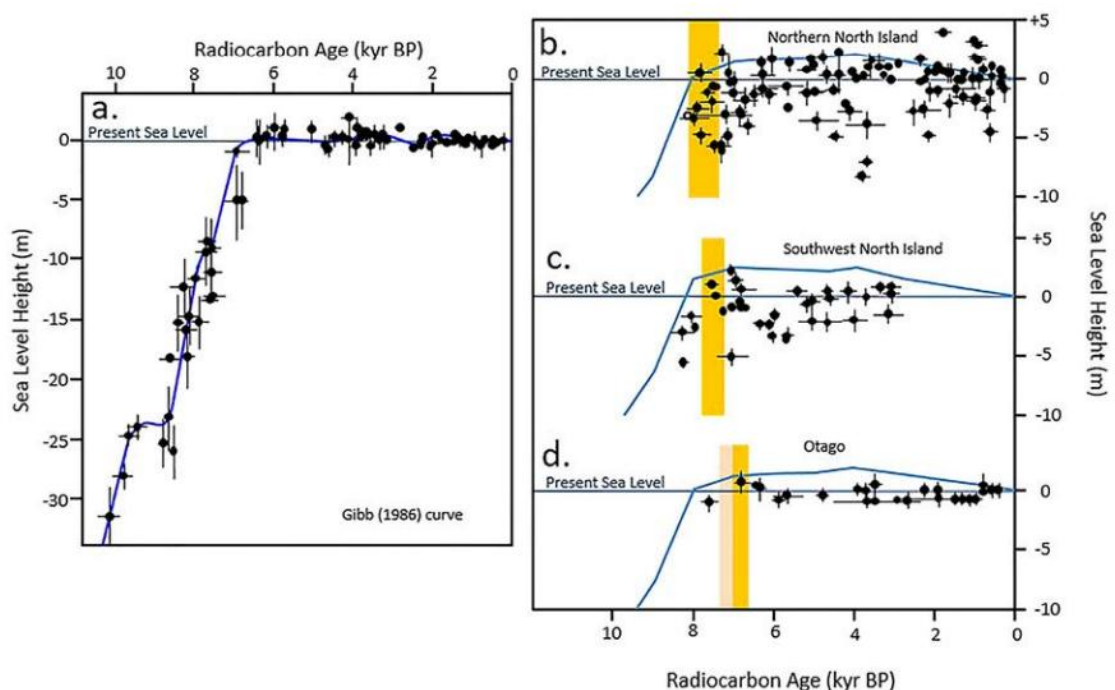 Radiocarbon Age (kyr BP)
10 8 6 4 2 0
a.
Present Sea Level
0
-5
-10
-15
-20
-25
-30
Sea Level Height (m)
Gibb (1986) curve
b.
Northern North Island
Present Sea Level
+5
0
-5
-10
c.
Southwest North Island
Present Sea Level
+5
0
-5
-10
Sea Level Height (m)
d.
Otago
Present Sea Level
0
-5
-10
10 8 6 4 2 0
Radiocarbon Age (kyr BP)